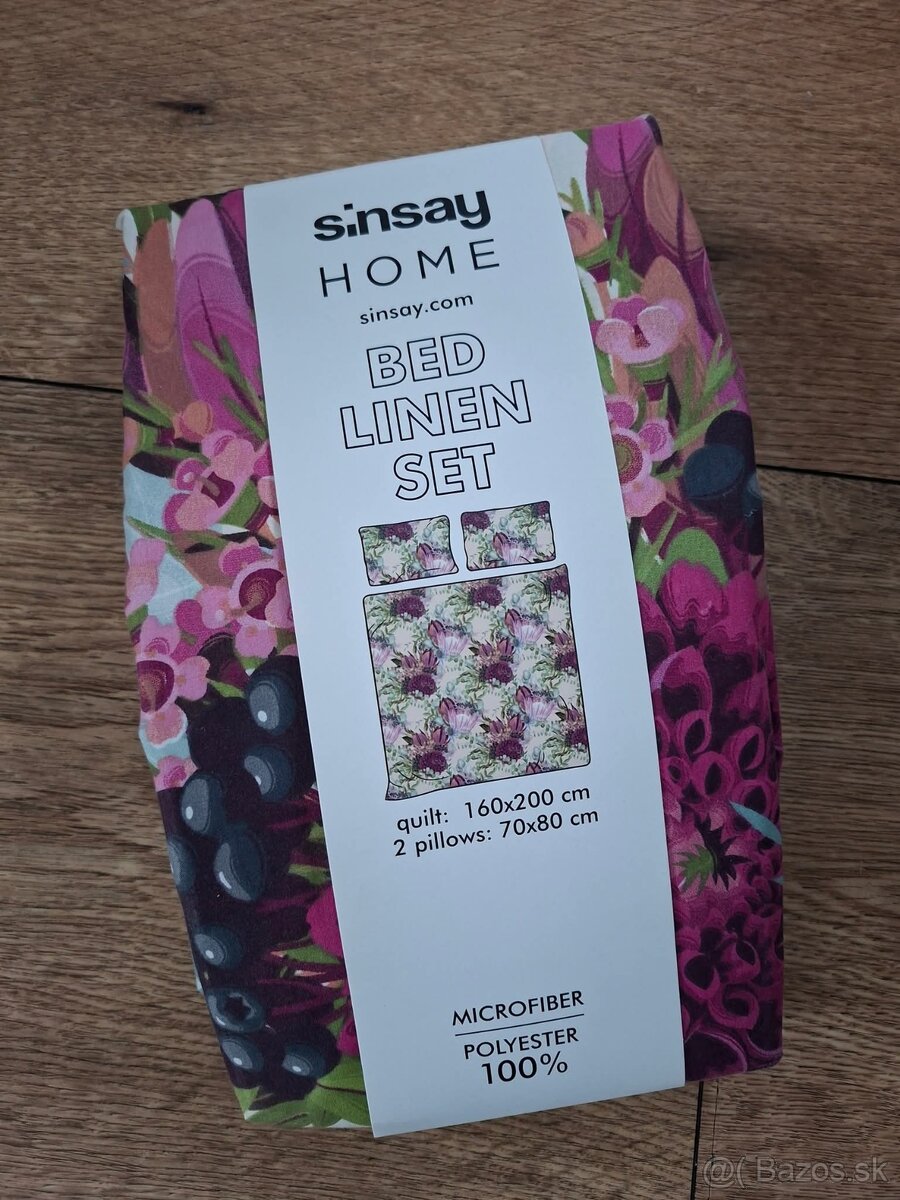 sinsay
HOME
sinsay.com
BED
LINEN
SET
quilt: 160x200 cm
2 pillows: 70x80 cm
MICROFIBER
POLYESTER
100%
@( Bazos.sk